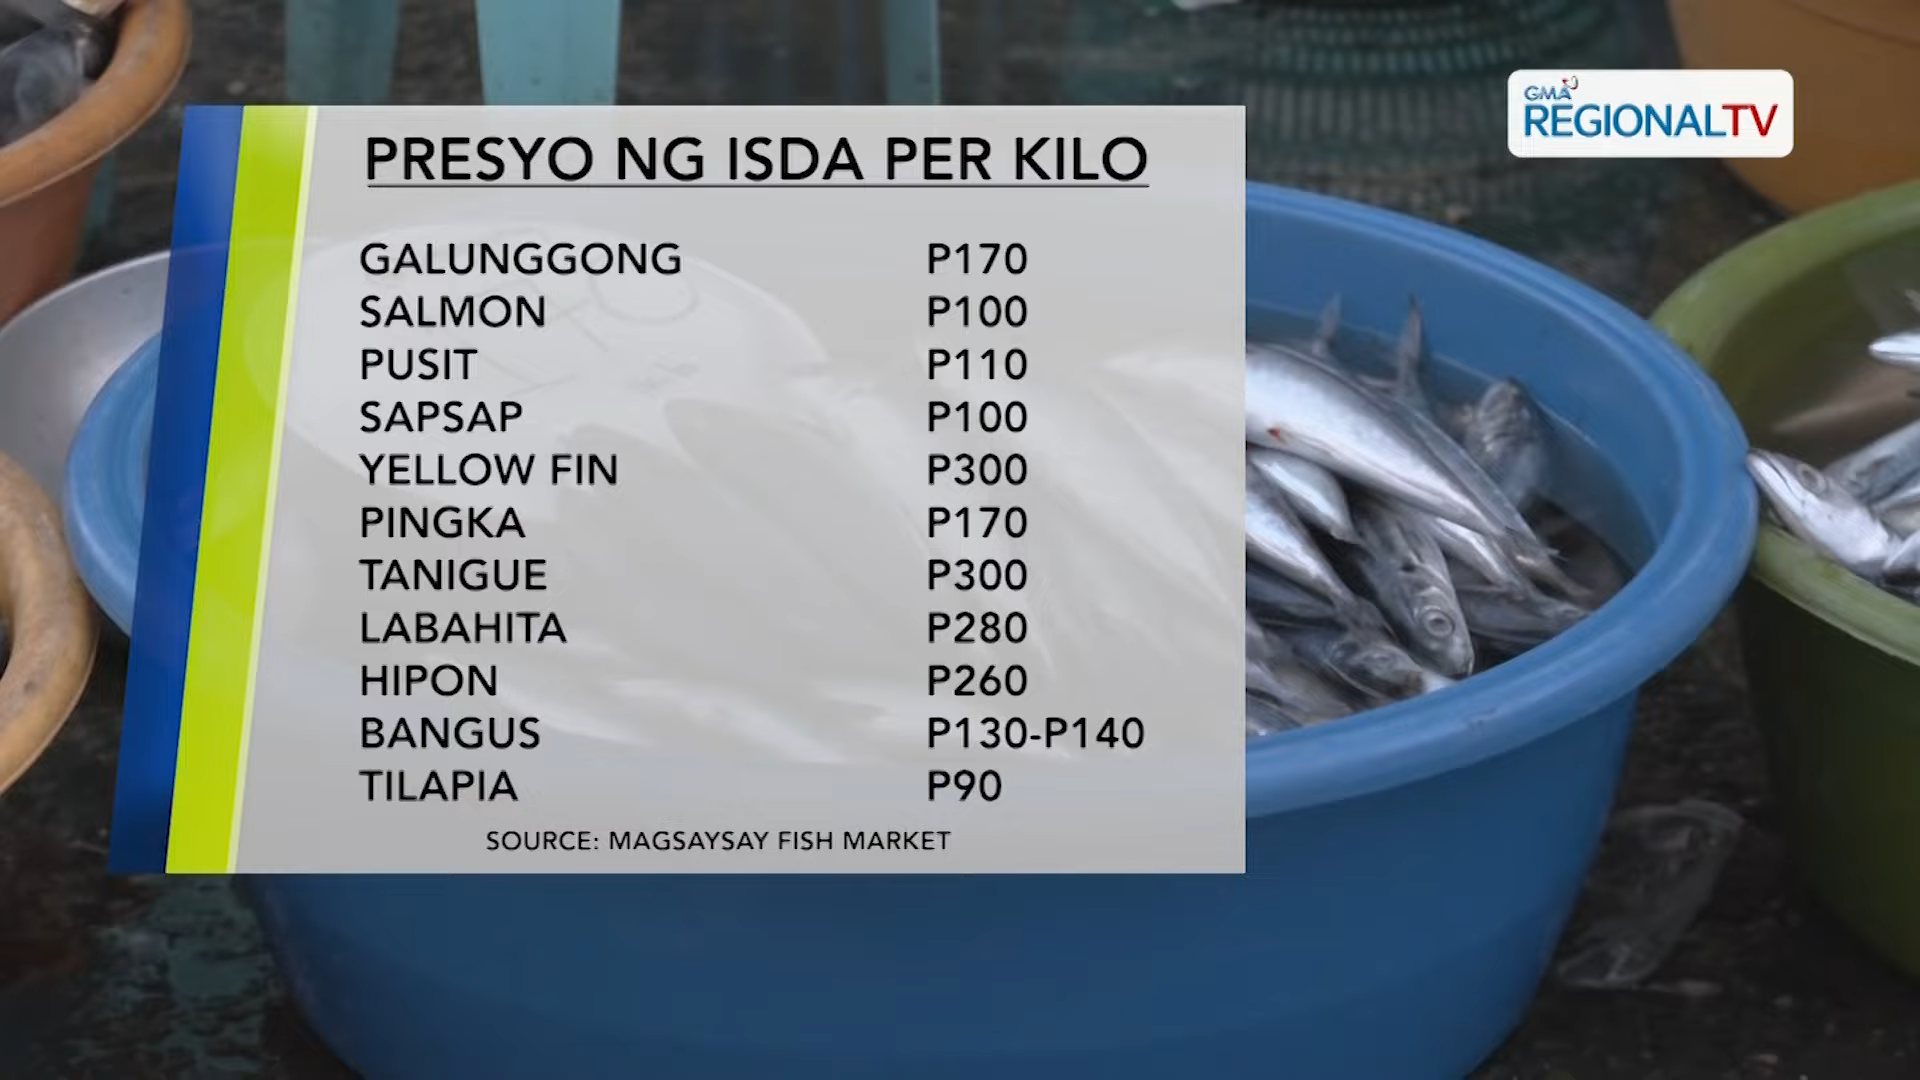 PRESYO NG ISDA PER KILO
GALUNGGONG P170
SALMON P100
PUSIT P110
SAPSAP P100
YELLOW FIN P300
PINGKA P170
TANIGUE P300
LABAHITA P280
HIPON P260
BANGUS P130-P140
TILAPIA P90
SOURCE: MAGSAYSAY FISH MARKET
GMA
REGIONALTV